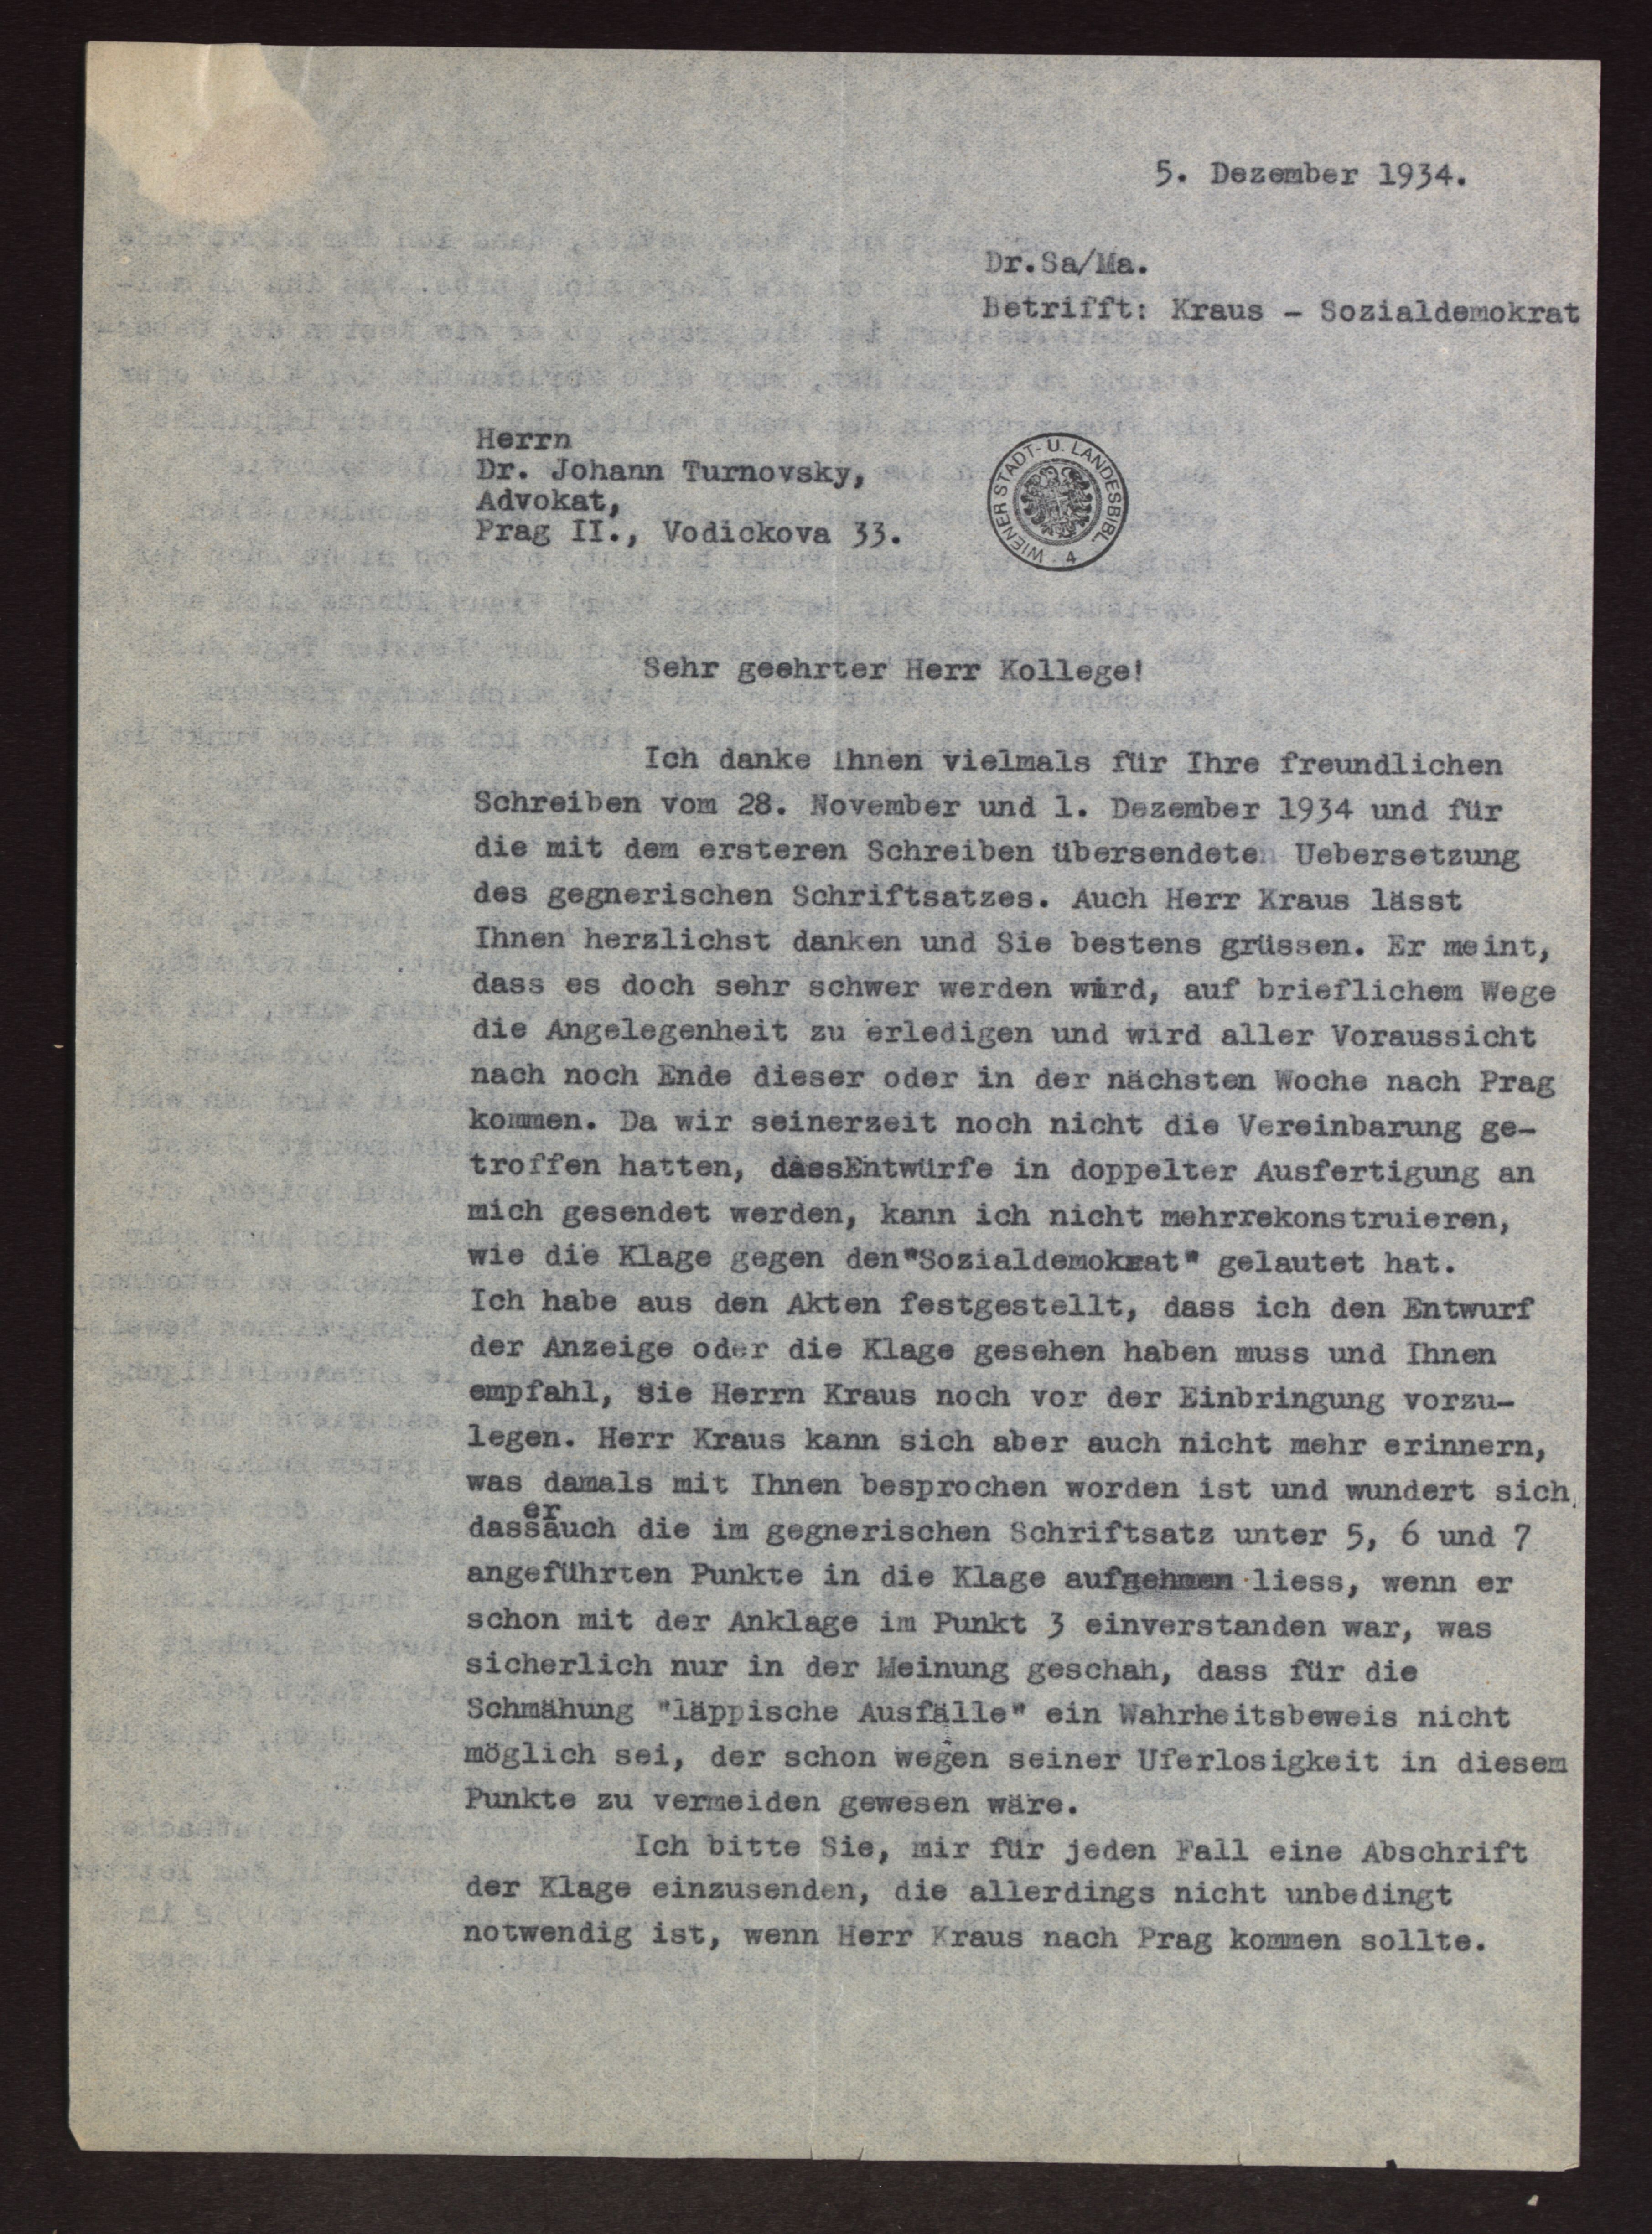 5. Dezember 1934.
Dr.Sa/Ma.
Betrifft: Kraus - Sozialdemokrat
Herrn
Dr. Johann Turnovsky,
Advokat,
Prag II., Vodickova 33.
WIENER STADT- U. LANDESBIBL. 4
Sehr geehrter Herr Kollege!
Ich danke Ihnen vielmals für Ihre freundlichen
Schreiben vom 28. November und 1. Dezember 1934 und für
die mit dem ersteren Schreiben übersendeten Uebersetzung
des gegnerischen Schriftsatzes. Auch Herr Kraus lässt
Ihnen herzlichst danken und Sie bestens grüssen. Er meint,
dass es doch sehr schwer werden wird, auf brieflichem Wege
die Angelegenheit zu erledigen und wird aller Voraussicht
nach noch Ende dieser oder in der nächsten Woche nach Prag
kommen. Da wir seinerzeit noch nicht die Vereinbarung ge-
troffen hatten, dassEntwürfe in doppelter Ausfertigung an
mich gesendet werden, kann ich nicht mehrrekonstruieren,
wie die Klage gegen den"Sozialdemokrat" gelautet hat.
Ich habe aus den Akten festgestellt, dass ich den Entwurf
der Anzeige oder die Klage gesehen haben muss und Ihnen
empfahl, sie Herrn Kraus noch vor der Einbringung vorzu-
legen. Herr Kraus kann sich aber auch nicht mehr erinnern,
was damals mit Ihnen besprochen worden ist und wundert sich,
dass er auch die im gegnerischen Schriftsatz unter 5, 6 und 7
angeführten Punkte in die Klage aufnehmen liess, wenn er
schon mit der Anklage im Punkt 3 einverstanden war, was
sicherlich nur in der Meinung geschah, dass für die
Schmähung "läppische Ausfälle" ein Wahrheitsbeweis nicht
möglich sei, der schon wegen seiner Uferlosigkeit in diesem
Punkte zu vermeiden gewesen wäre.
Ich bitte Sie, mir für jeden Fall eine Abschrift
der Klage einzusenden, die allerdings nicht unbedingt
notwendig ist, wenn Herr Kraus nach Prag kommen sollte.